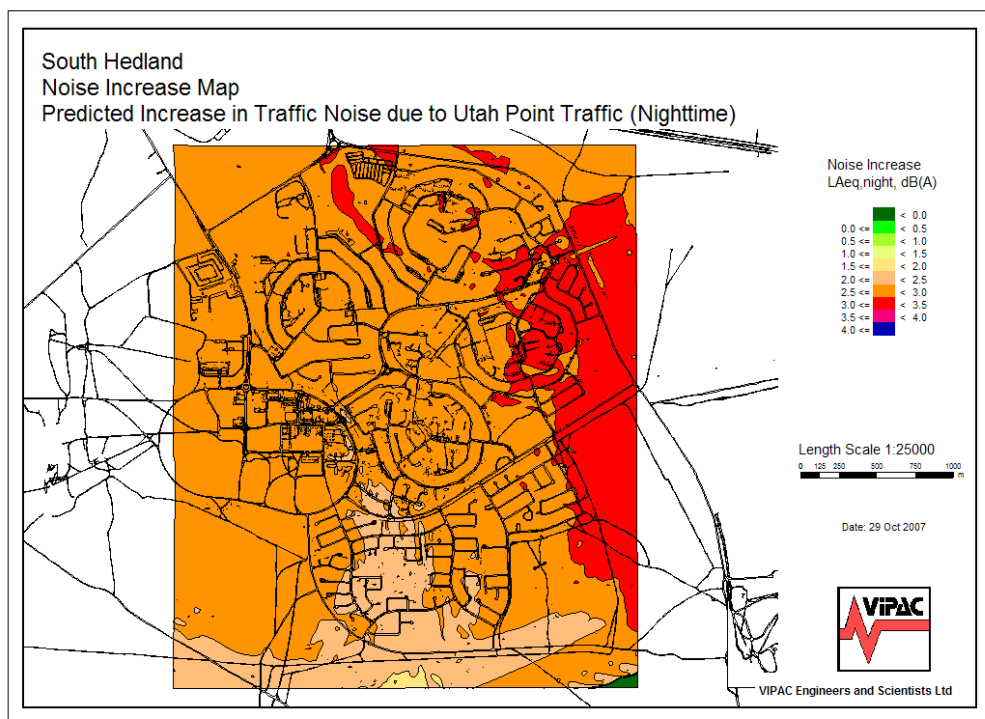 South Hedland
Noise Increase Map
Predicted Increase in Traffic Noise due to Utah Point Traffic (Nighttime)
Noise Increase
LAeq,night, dB(A)
< 0.0
0.0 <= < 0.5
0.5 <= < 1.0
1.0 <= < 1.5
1.5 <= < 2.0
2.0 <= < 2.5
2.5 <= < 3.0
3.0 <= < 3.5
3.5 <= < 4.0
4.0 <=
Length Scale 1:25000
0 125 250 500 750 1000
m
Date: 29 Oct 2007
VIPAC
VIPAC Engineers and Scientists Ltd